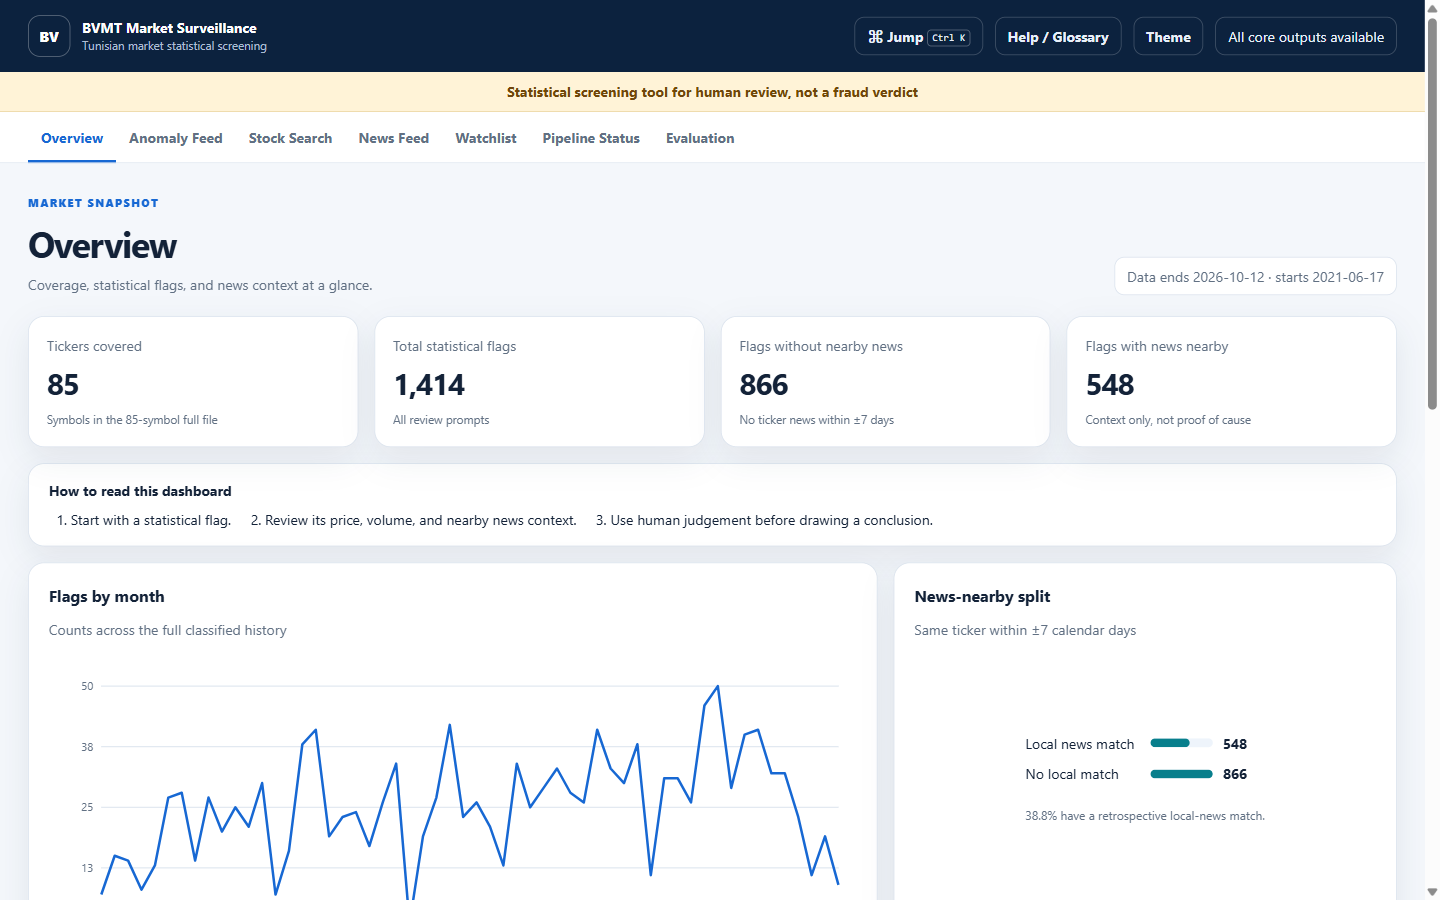 BV
BVMT Market Surveillance
Tunisian market statistical screening
⌘ Jump Ctrl K
Help / Glossary
Theme
All core outputs available
Statistical screening tool for human review, not a fraud verdict
Overview
Anomaly Feed
Stock Search
News Feed
Watchlist
Pipeline Status
Evaluation
MARKET SNAPSHOT
Overview
Coverage, statistical flags, and news context at a glance.
Data ends 2026-10-12 · starts 2021-06-17
Tickers covered
85
Symbols in the 85-symbol full file
Total statistical flags
1,414
All review prompts
Flags without nearby news
866
No ticker news within ±7 days
Flags with news nearby
548
Context only, not proof of cause
How to read this dashboard
1. Start with a statistical flag.
2. Review its price, volume, and nearby news context.
3. Use human judgement before drawing a conclusion.
Flags by month
Counts across the full classified history
50
38
25
13
News-nearby split
Same ticker within ±7 calendar days
Local news match 548
No local match 866
38.8% have a retrospective local-news match.